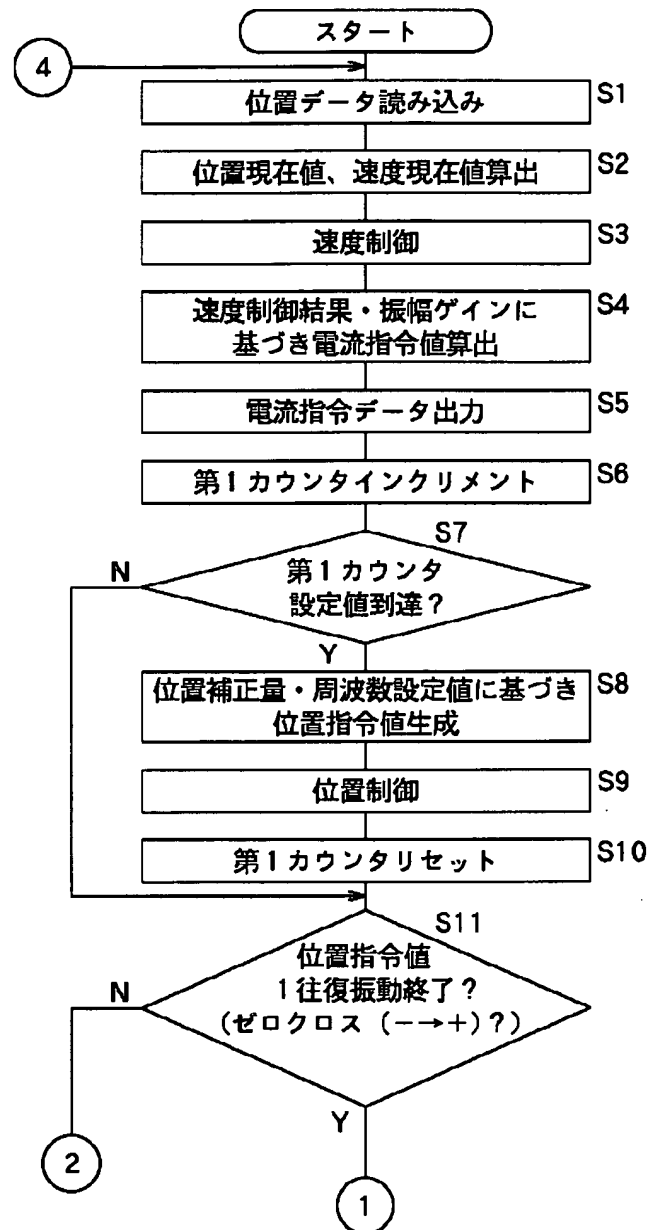 スタート
4
位置データ読み込み
S1
位置現在値、速度現在値算出
S2
速度制御
S3
速度制御結果・振幅ゲインに
基づき電流指令値算出
S4
電流指令データ出力
S5
第1カウンタインクリメント
S6
S7
N
第1カウンタ
設定値到達？
Y
位置補正量・周波数設定値に基づき
位置指令値生成
S8
位置制御
S9
第1カウンタリセット
S10
S11
位置指令値
1往復振動終了？
(ゼロクロス (－→＋)？)
N
Y
2
1